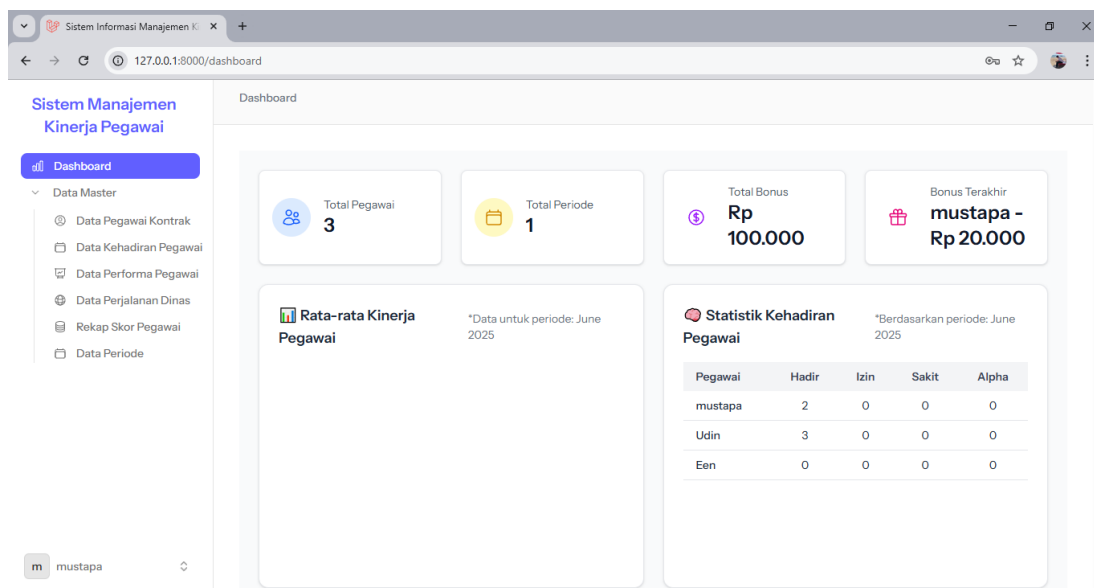 Sistem Informasi Manajemen Ki
127.0.0.1:8000/dashboard
Sistem Manajemen
Kinerja Pegawai
Dashboard
Data Master
Data Pegawai Kontrak
Data Kehadiran Pegawai
Data Performa Pegawai
Data Perjalanan Dinas
Rekap Skor Pegawai
Data Periode
m mustapa
Dashboard
Total Pegawai
3
Total Periode
1
Total Bonus
Rp
100.000
Bonus Terakhir
mustapa -
Rp 20.000
Rata-rata Kinerja
Pegawai
*Data untuk periode: June
2025
Statistik Kehadiran
Pegawai
*Berdasarkan periode: June
2025
Pegawai Hadir Izin Sakit Alpha
mustapa 2 0 0 0
Udin 3 0 0 0
Een 0 0 0 0